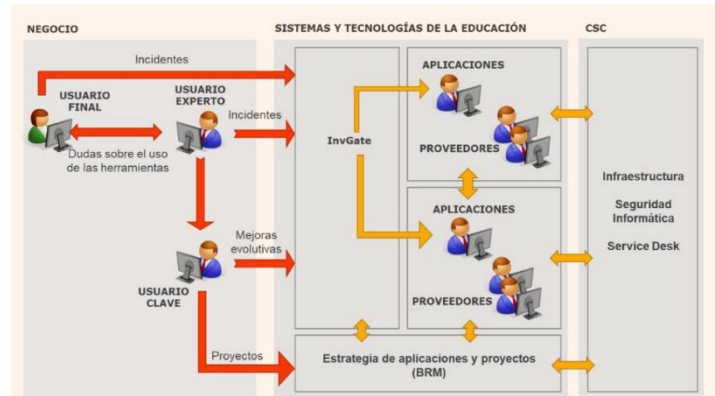 NEGOCIO
SISTEMAS Y TECNOLOGÍAS DE LA EDUCACIÓN
CSC
Incidentes
USUARIO
FINAL
USUARIO
EXPERTO
Incidentes
Dudas sobre el uso
de las herramientas
Mejoras
evolutivas
USUARIO
CLAVE
Proyectos
InvGate
APLICACIONES
PROVEEDORES
APLICACIONES
PROVEEDORES
Estrategia de aplicaciones y proyectos
(BRM)
Infraestructura
Seguridad
Informática
Service Desk